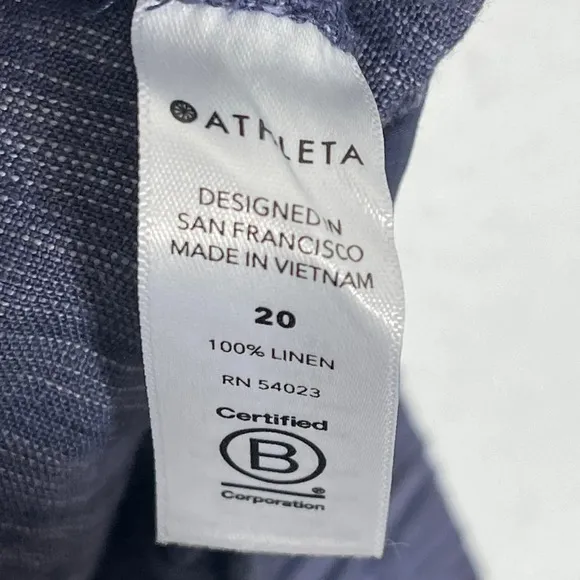 ATHLETA
DESIGNED IN
SAN FRANCISCO
MADE IN VIETNAM
20
100% LINEN
RN 54023
Certified
B
®
Corporation